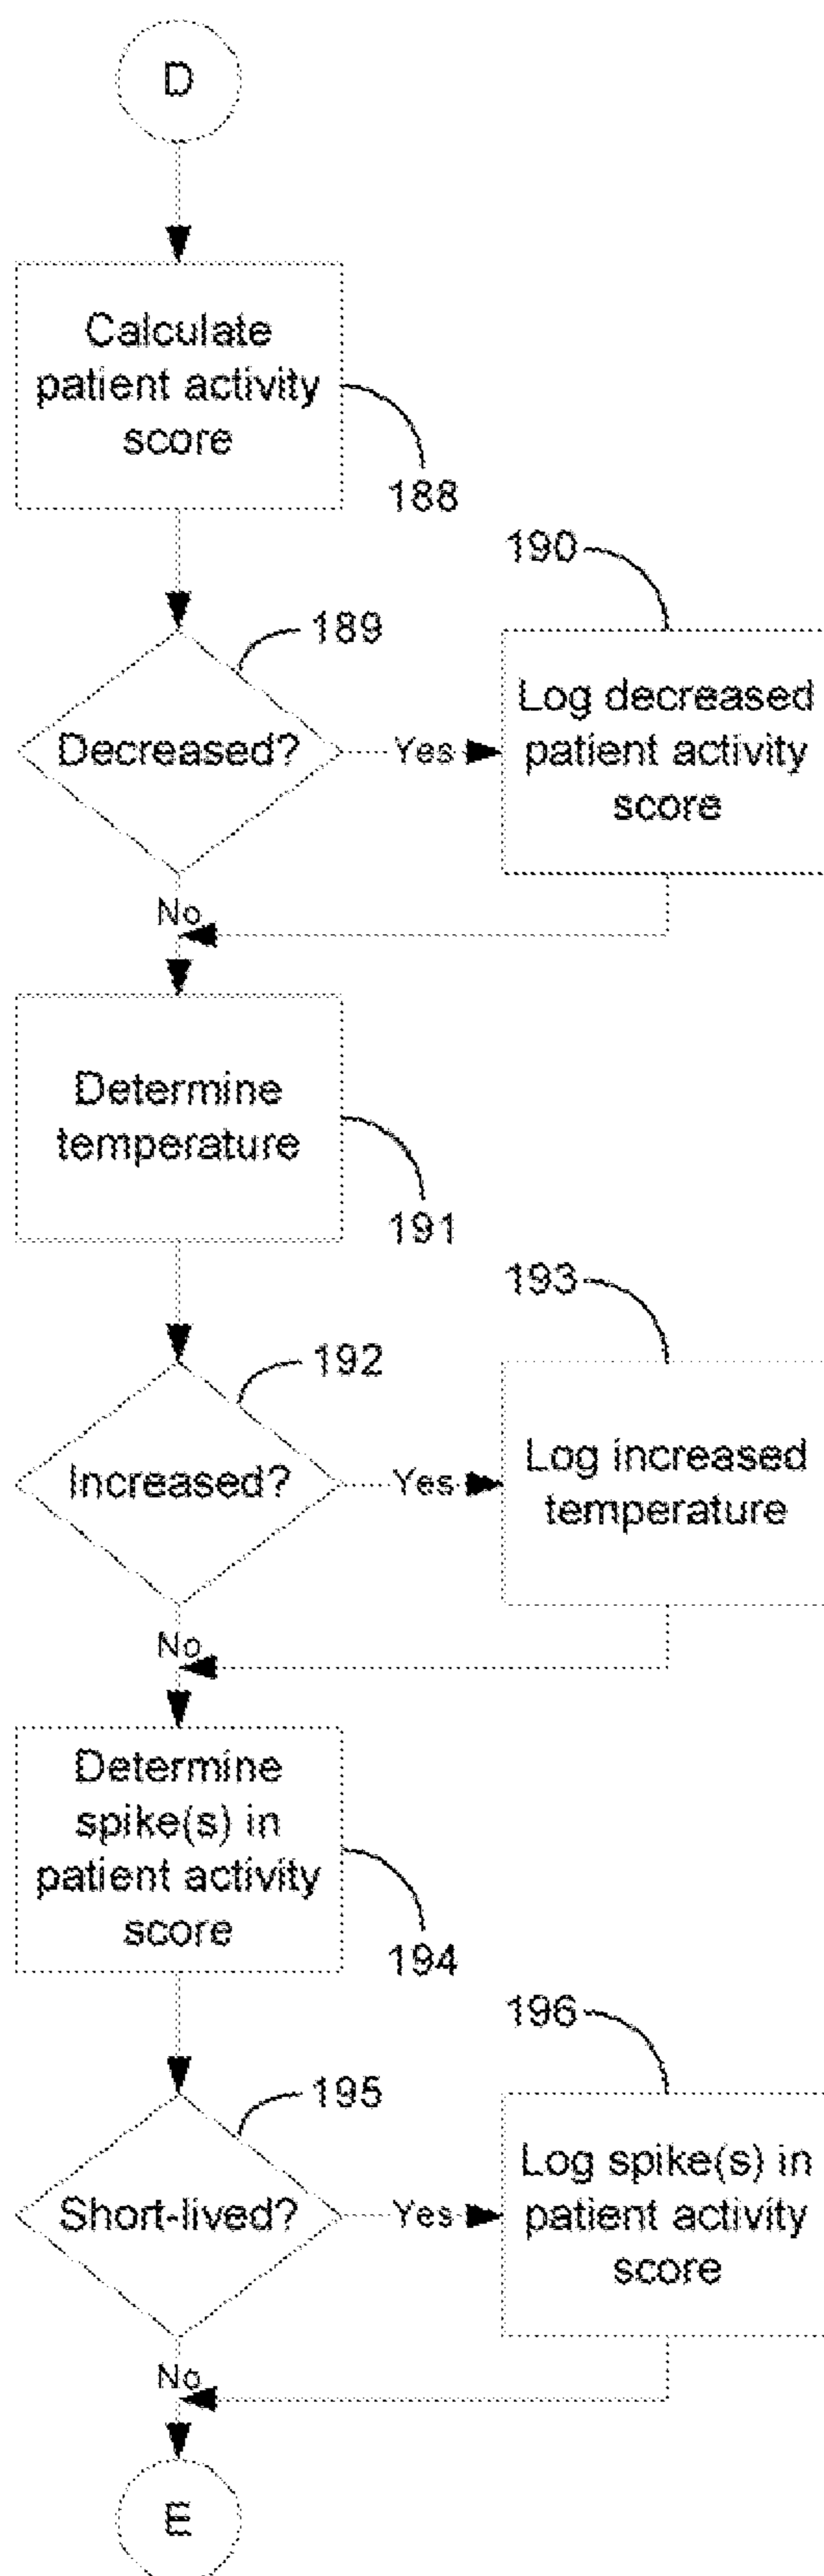 D
Calculate
patient activity
score
188
190
189
Decreased?
Yes
Log decreased
patient activity
score
No
Determine
temperature
191
193
192
Increased?
Yes
Log increased
temperature
No
Determine
spike(s) in
patient activity
score
194
196
195
Short-lived?
Yes
Log spike(s) in
patient activity
score
No
E